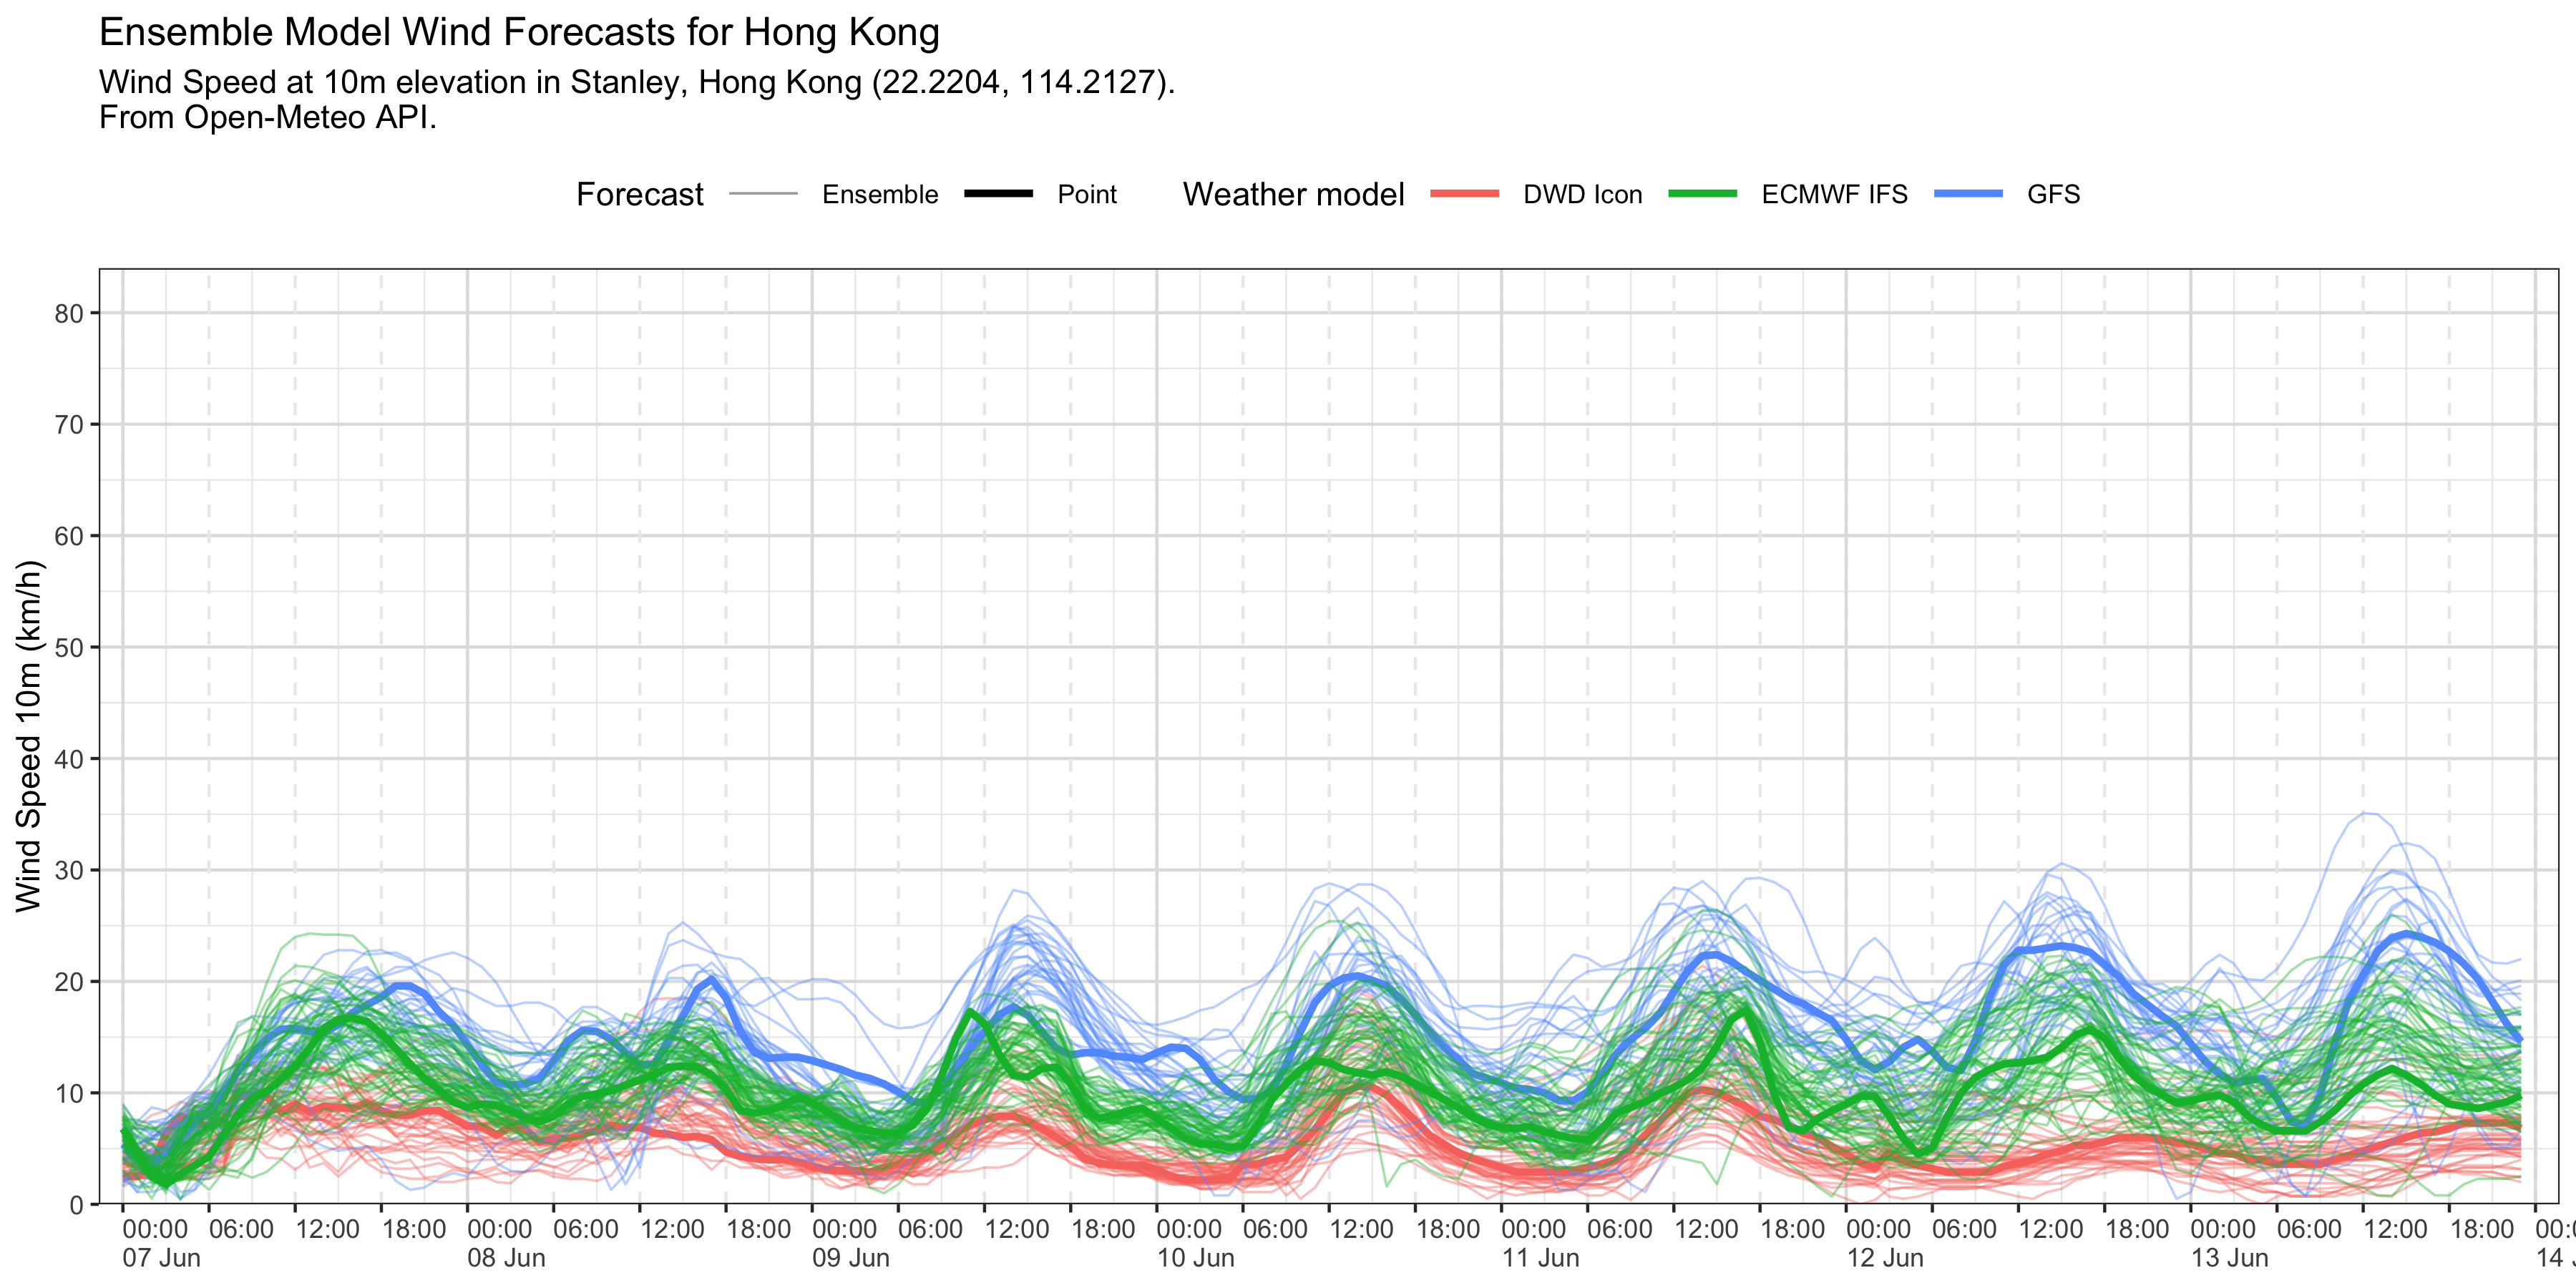 Ensemble Model Wind Forecasts for Hong Kong
Wind Speed at 10m elevation in Stanley, Hong Kong (22.2204, 114.2127).
From Open-Meteo API.
Forecast Ensemble Point Weather model DWD Icon ECMWF IFS GFS
Wind Speed 10m (km/h)
80
70
60
50
40
30
20
10
0
00:00 06:00 12:00 18:00 00:00 06:00 12:00 18:00 00:00 06:00 12:00 18:00 00:00 06:00 12:00 18:00 00:00 06:00 12:00 18:00 00:00 06:00 12:00 18:00 00:00 06:00 12:00 18:00 00:0
07 Jun 08 Jun 09 Jun 10 Jun 11 Jun 12 Jun 13 Jun 14